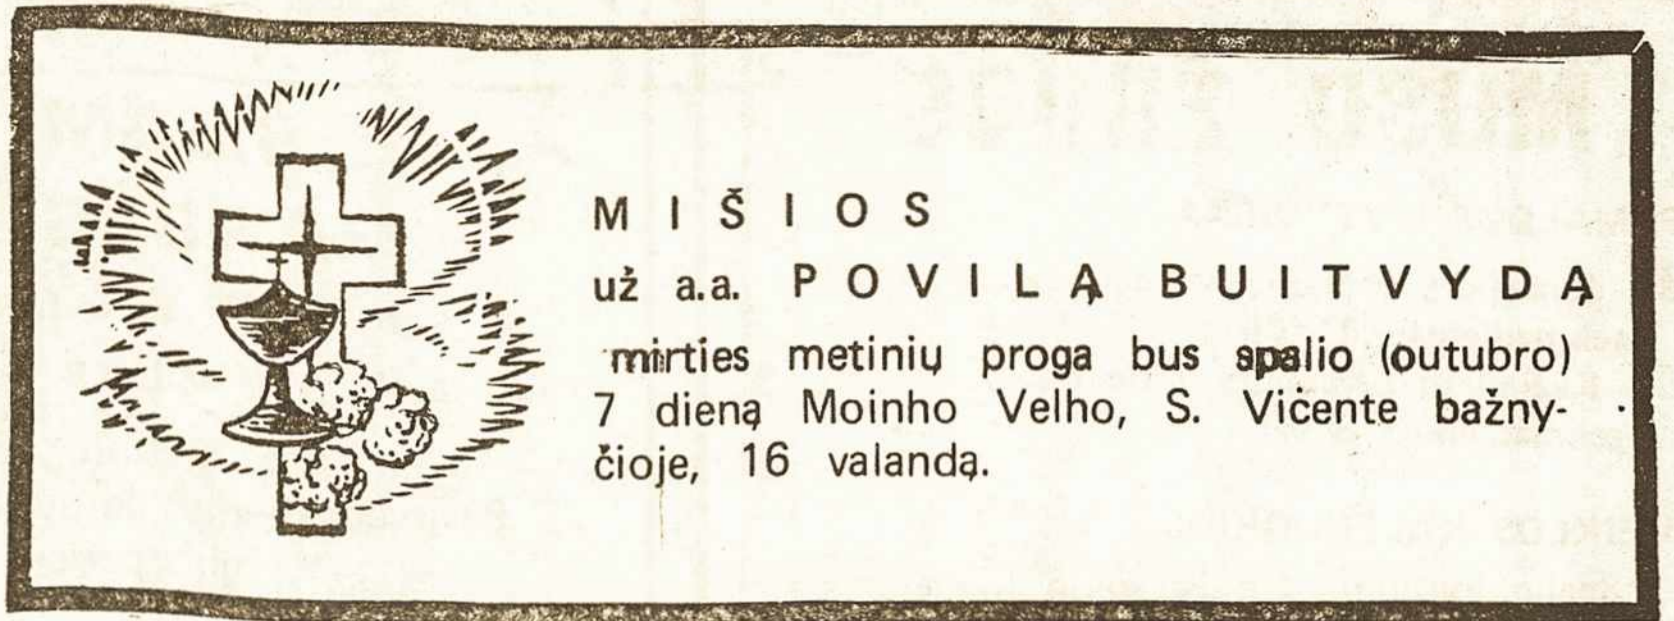 M I Š I O S
už a.a. P O V I L Ą B U I T V Y D Ą
mirties metinių proga bus spalio (outubro)
7 dieną Moinho Velho, S. Vicente bažny-
čioje, 16 valandą.